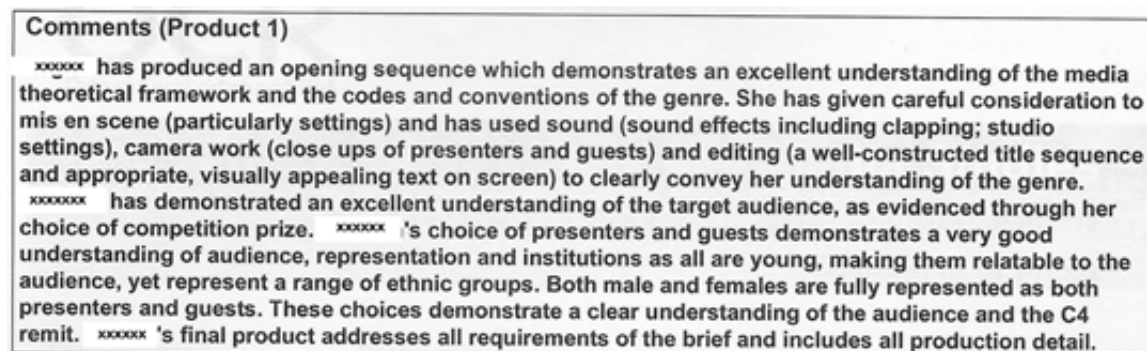 Comments (Product 1)
xxxxxx has produced an opening sequence which demonstrates an excellent understanding of the media
theoretical framework and the codes and conventions of the genre. She has given careful consideration to
mis en scene (particularly settings) and has used sound (sound effects including clapping; studio
settings), camera work (close ups of presenters and guests) and editing (a well-constructed title sequence
and appropriate, visually appealing text on screen) to clearly convey her understanding of the genre.
xxxxxxx has demonstrated an excellent understanding of the target audience, as evidenced through her
choice of competition prize. xxxxxx 's choice of presenters and guests demonstrates a very good
understanding of audience, representation and institutions as all are young, making them relatable to the
audience, yet represent a range of ethnic groups. Both male and females are fully represented as both
presenters and guests. These choices demonstrate a clear understanding of the audience and the C4
remit. xxxxxx 's final product addresses all requirements of the brief and includes all production detail.